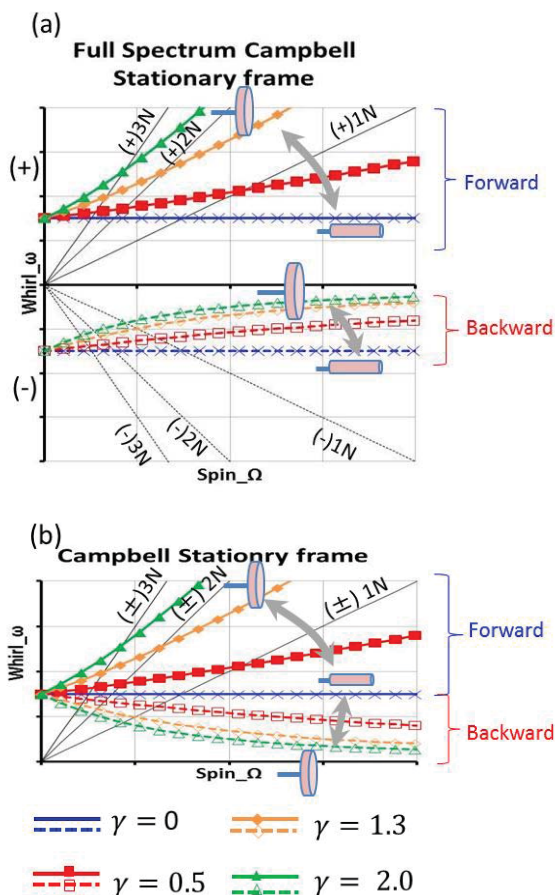 (a)
Full Spectrum Campbell
Stationary frame
(+)3N
(+)2N
(+)1N
(+)
Forward
Whirl_ω
Backward
(-)
(-)3N
(-)2N
(-)1N
Spin_Ω
(b)
Campbell Stationry frame
(±)3N
(±)2N
(±) 1N
Whirl_ω
Forward
Backward
Spin_Ω
γ = 0
γ = 1.3
γ = 0.5
γ = 2.0